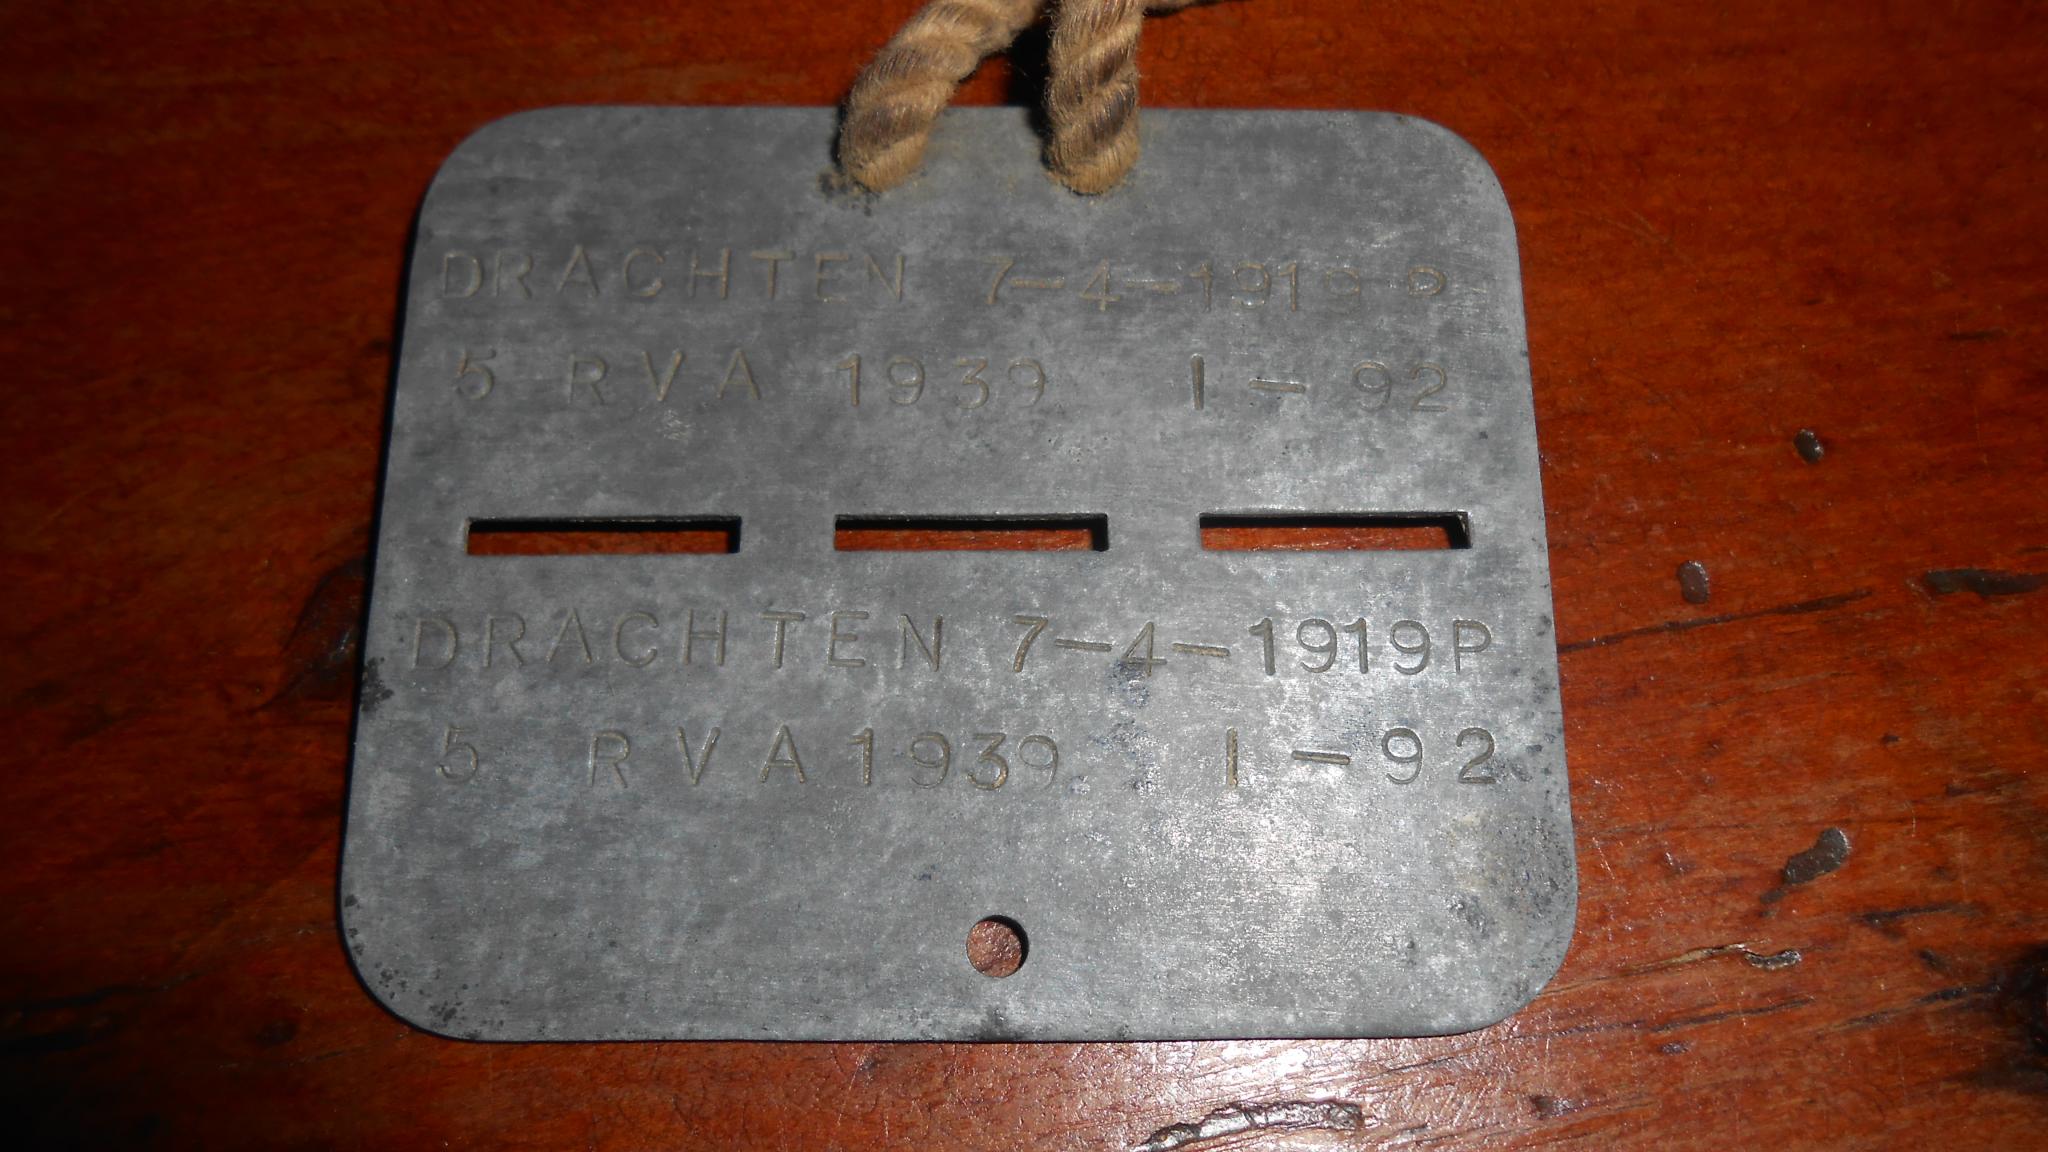 DRACHTEN 7-4-1919 P
5 RVA 1939 I-92
DRACHTEN 7-4-1919P
5 RVA 1939 I-92